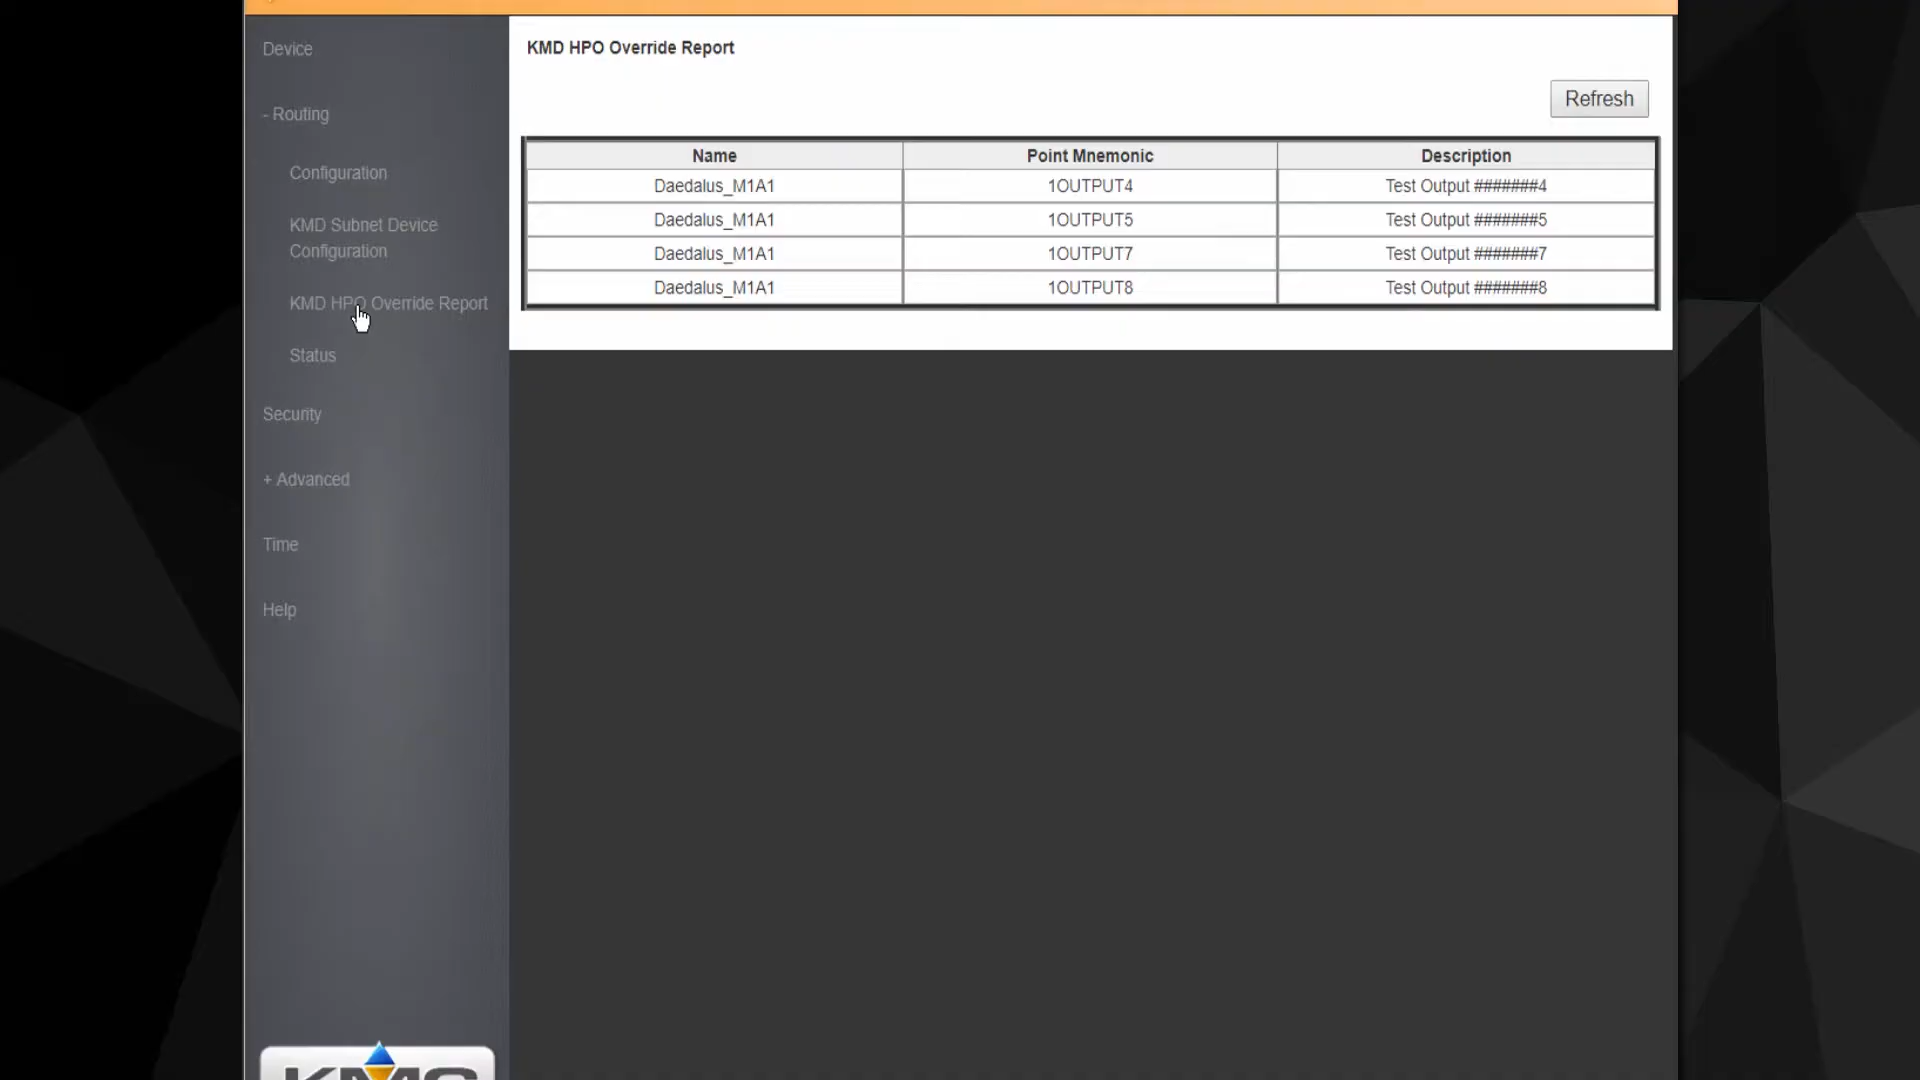 Device
- Routing
Configuration
KMD Subnet Device
Configuration
KMD HPO Override Report
Status
Security
+ Advanced
Time
Help
KMC
KMD HPO Override Report
Refresh
Name Point Mnemonic Description
Daedalus_M1A1 1OUTPUT4 Test Output #######4
Daedalus_M1A1 1OUTPUT5 Test Output #######5
Daedalus_M1A1 1OUTPUT7 Test Output #######7
Daedalus_M1A1 1OUTPUT8 Test Output #######8